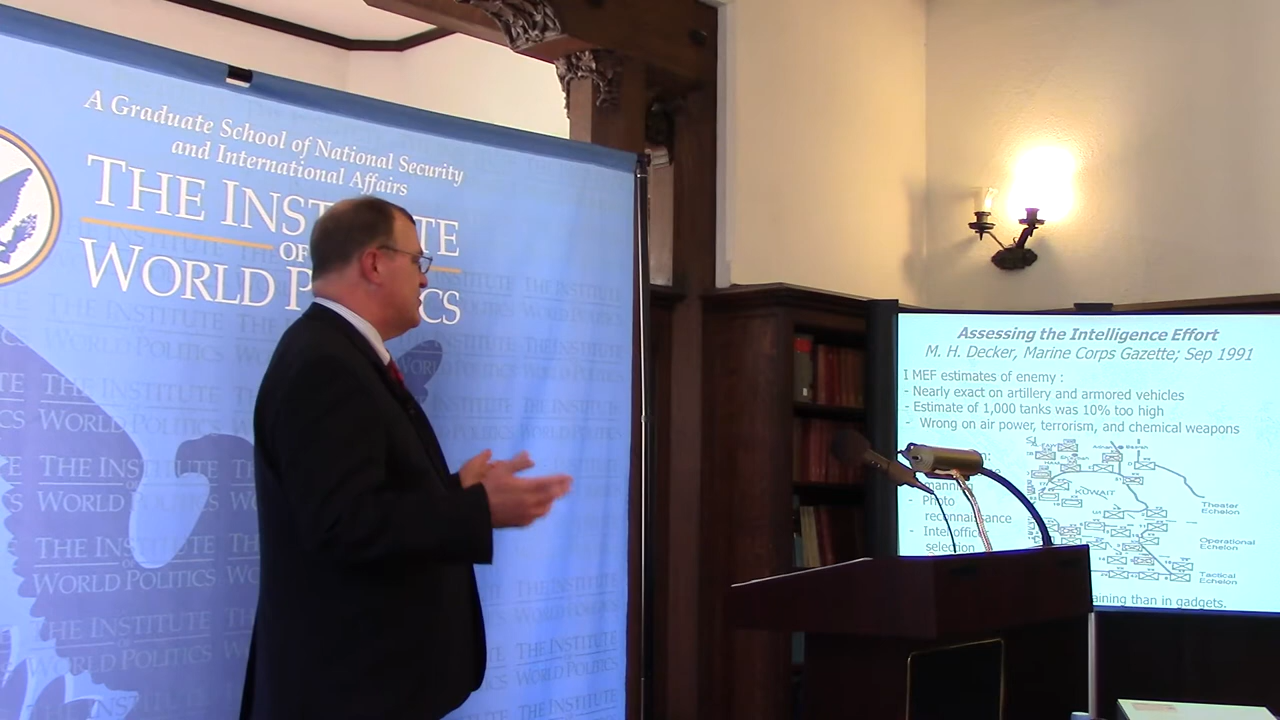 A Graduate School of National Security
and International Affairs
THE INSTITUTE
OF
WORLD POLITICS
Assessing the Intelligence Effort
M. H. Decker, Marine Corps Gazette; Sep 1991
I MEF estimates of enemy :
- Nearly exact on artillery and armored vehicles
- Estimate of 1,000 tanks was 10% too high
- Wrong on air power, terrorism, and chemical weapons
manning
- Photo
reconnaissance
- Intel office
selection
KUWAIT
Theater
Echelon
Operational
Echelon
Tactical
Echelon
aining than in gadgets.